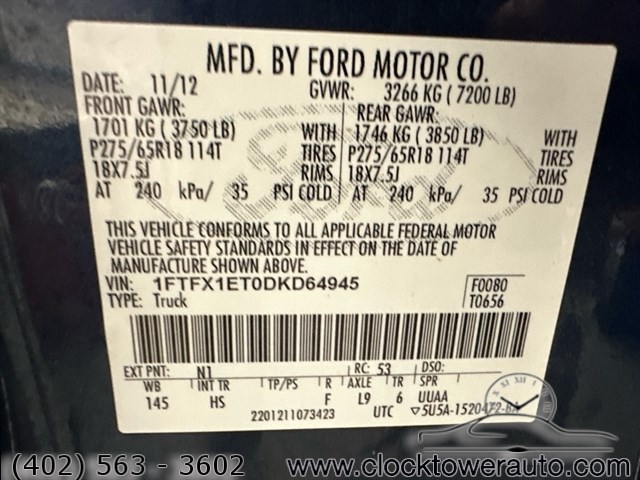 MFD. BY FORD MOTOR CO.
DATE: 11/12 GVWR: 3266 KG ( 7200 LB)
FRONT GAWR: REAR GAWR:
1701 KG ( 3750 LB) WITH 1746 KG ( 3850 LB) WITH
P275/65R18 114T TIRES P275/65R18 114T TIRES
18X7.5J RIMS 18X7.5J RIMS
AT 240 kPa/ 35 PSI COLD AT 240 kPa/ 35 PSI COLD
THIS VEHICLE CONFORMS TO ALL APPLICABLE FEDERAL MOTOR
VEHICLE SAFETY STANDARDS IN EFFECT ON THE DATE OF
MANUFACTURE SHOWN ABOVE.
VIN: 1FTFX1ET0DKD64945 F0080
TYPE: Truck T0656
EXT PNT: N1 RC: 53 DSO:
WB INT TR TP/PS R AXLE TR SPR
145 HS F L9 6 UUAA
2201211073423 UTC ▽5U5A-1520472-BA
(402) 563 - 3602 www.clocktowerauto.com